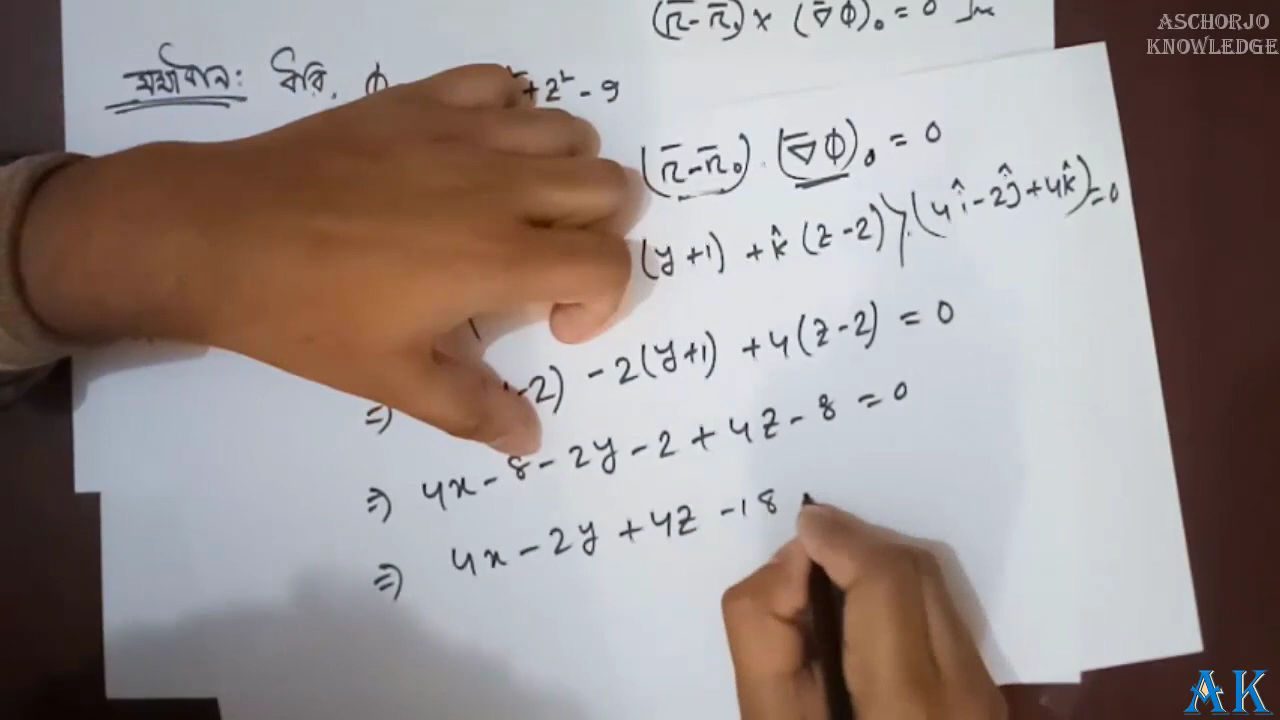 (r̄-r̄₀) × (∇̄Φ)₀ = 0
ASCHORJO
KNOWLEDGE
সমাধান: ধরি, Φ + z² - 9
(r̄-r̄₀) . (∇̄Φ)₀ = 0
(y+1) + k̂ (z-2)} . (4î - 2ĵ + 4k̂) = 0
⇒ -2) - 2(y+1) + 4(z-2) = 0
⇒ 4x - 8 - 2y - 2 + 4z - 8 = 0
⇒ 4x - 2y + 4z - 18
AK